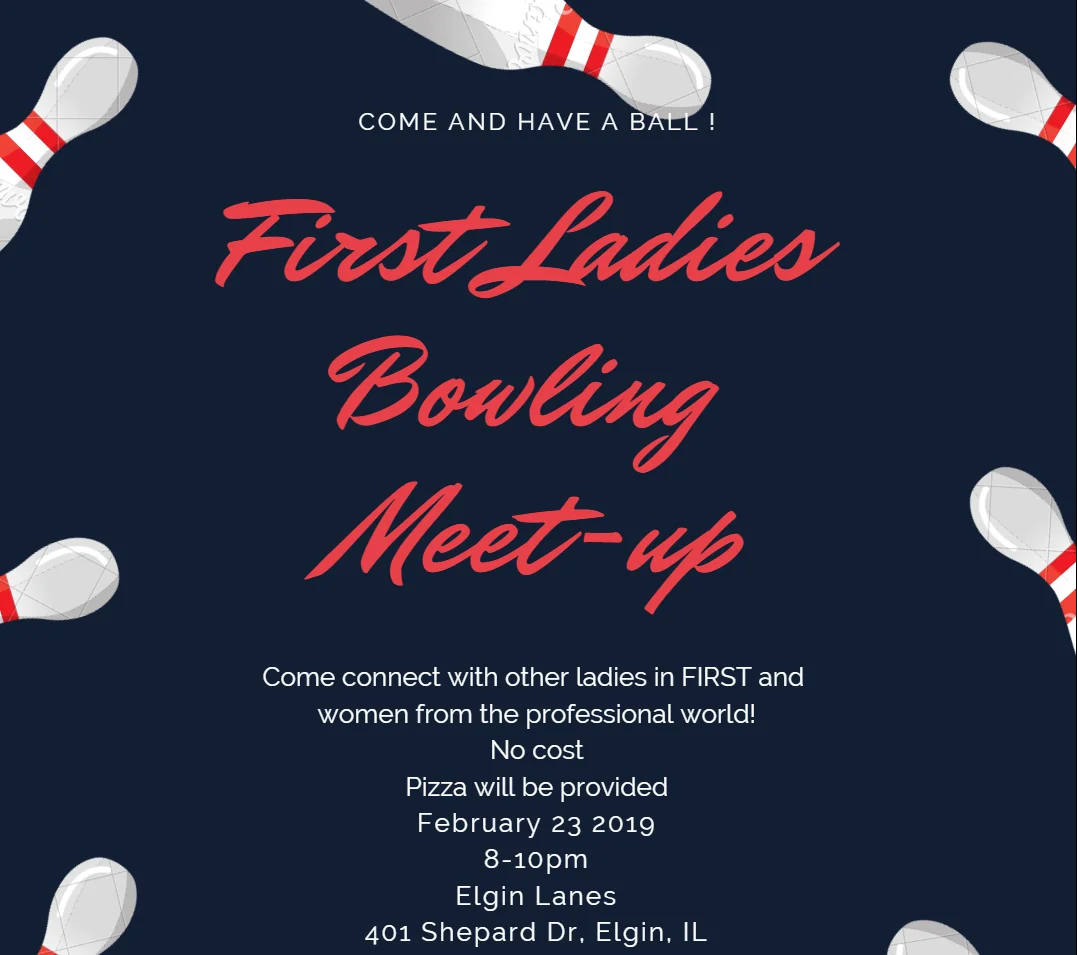 COME AND HAVE A BALL !
First Ladies
Bowling
Meet-up
Come connect with other ladies in FIRST and
women from the professional world!
No cost
Pizza will be provided
February 23 2019
8-10pm
Elgin Lanes
401 Shepard Dr, Elgin, IL